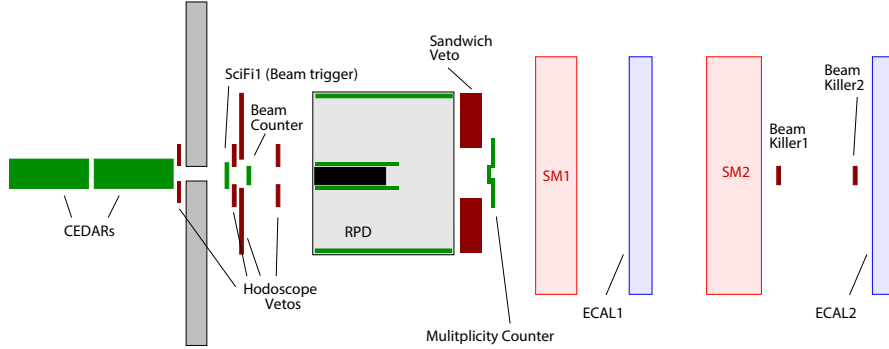 Sandwich
Veto
SciFi1 (Beam trigger)
Beam
Counter
Beam
Killer2
Beam
Killer1
SM1
SM2
CEDARs
RPD
Hodoscope
Vetos
Mulitplicity Counter
ECAL1
ECAL2